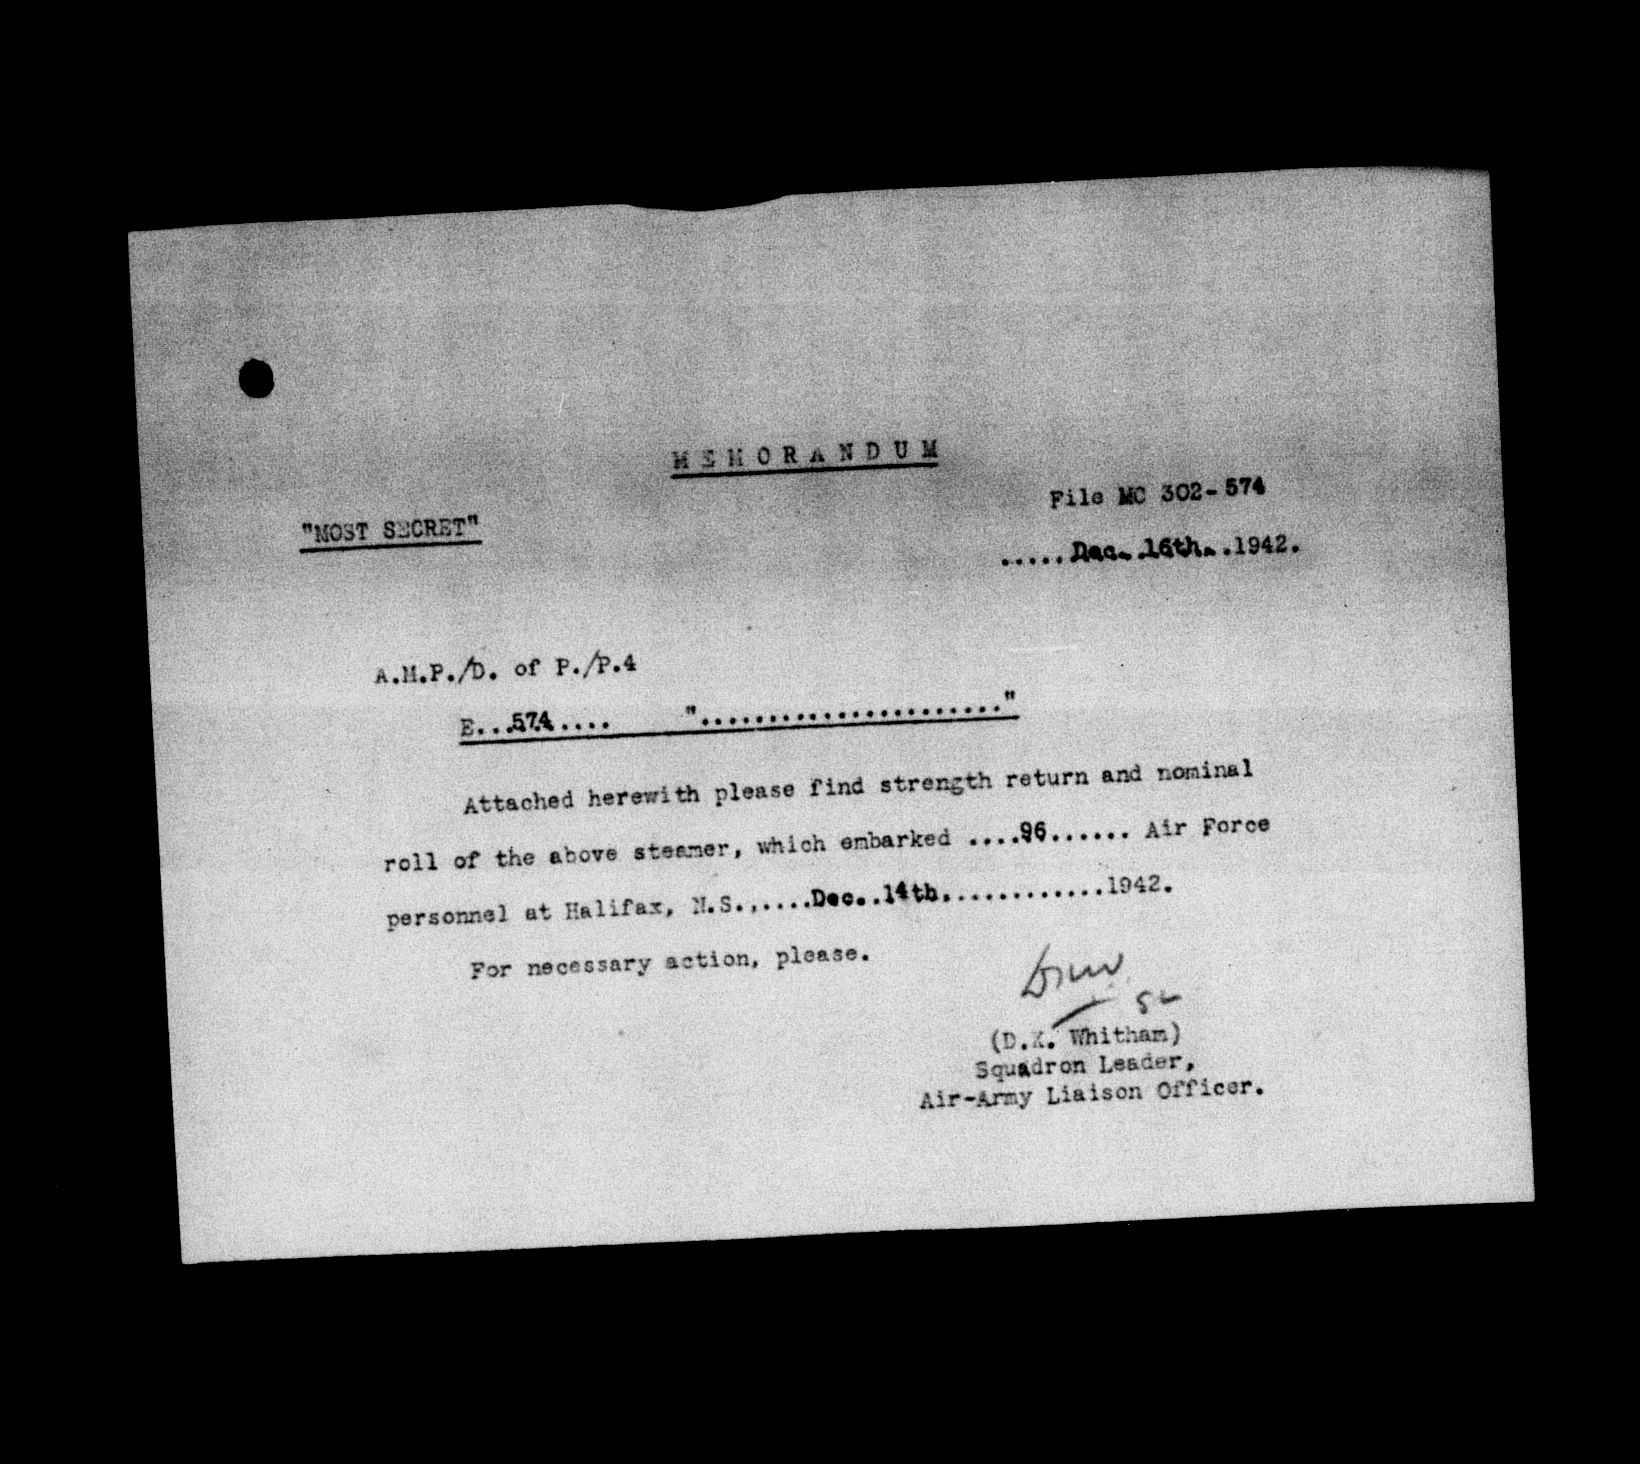 MEMORANDUM
File MC 302-574
"MOST SECRET"
.....Dec. 16th...1942.
A.M.P./D. of P./P.4
E...574.... "......................"
Attached herewith please find strength return and nominal
roll of the above steamer, which embarked ....96...... Air Force
personnel at Halifax, N.S.,....Dec..14th............1942.
For necessary action, please.
(D.K. Whitham)
Squadron Leader,
Air-Army Liaison Officer.